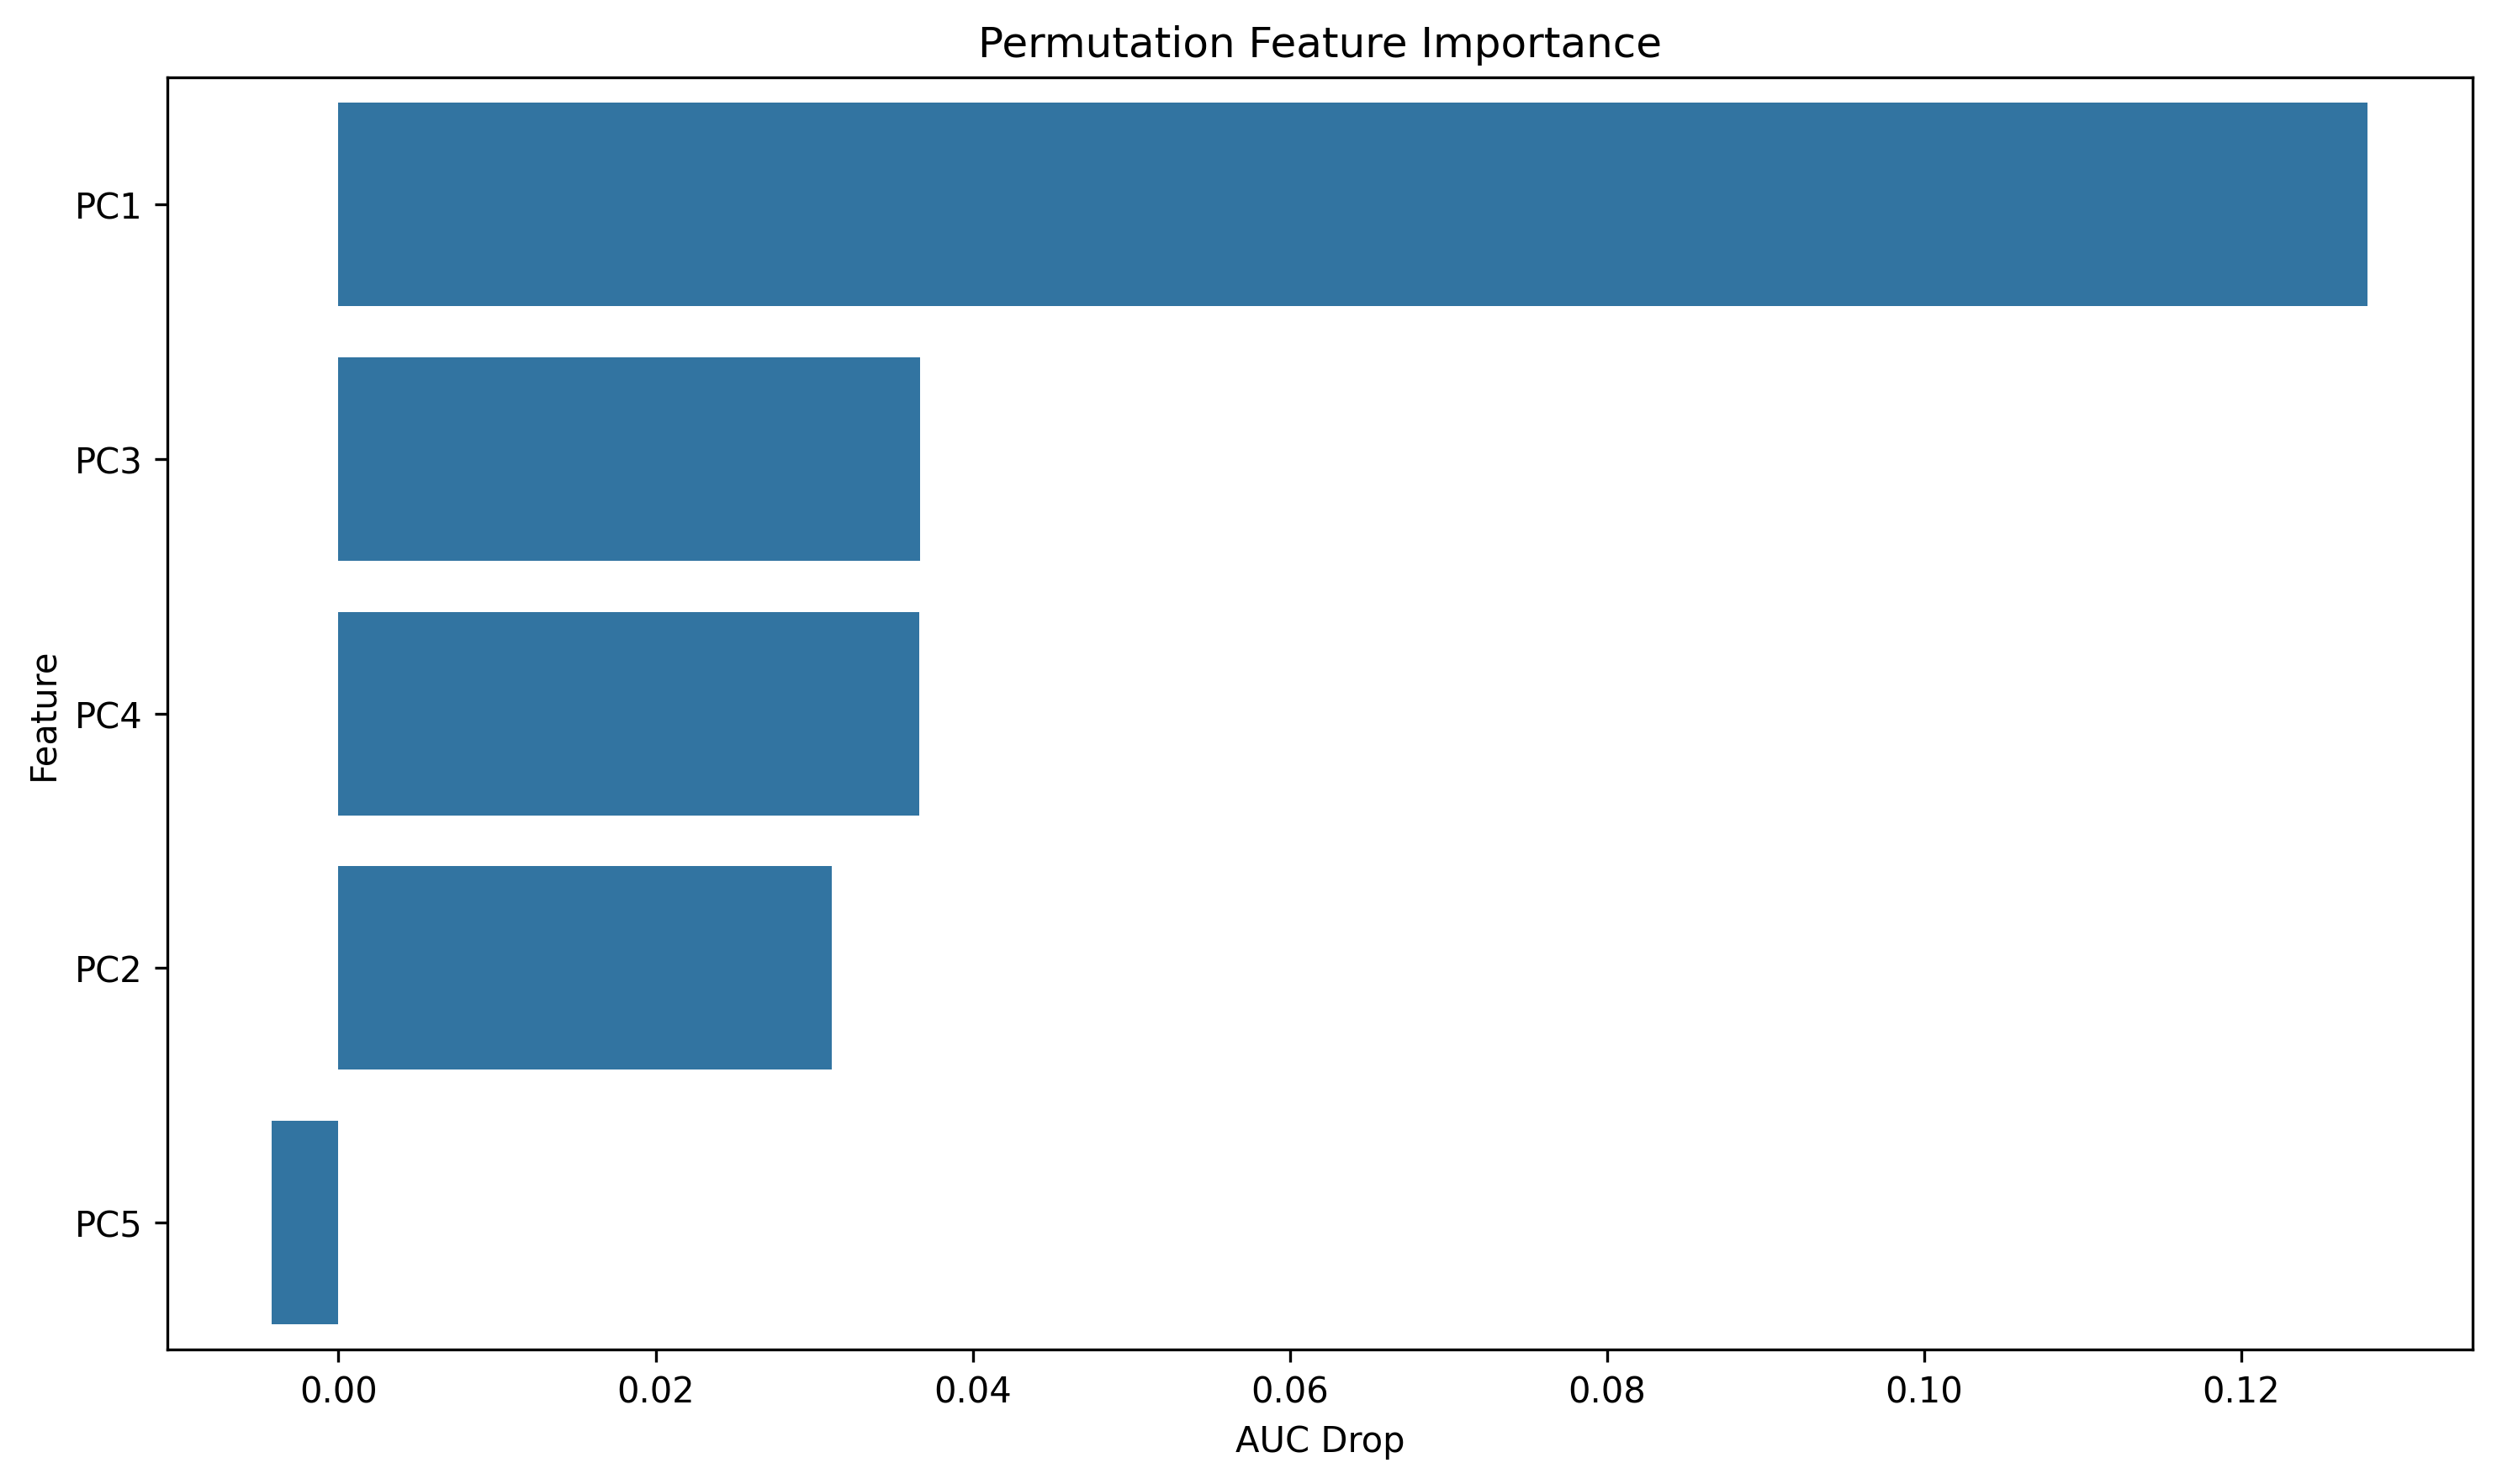 Permutation Feature Importance
PC1
PC3
PC4
PC2
PC5
Feature
0.00 0.02 0.04 0.06 0.08 0.10 0.12
AUC Drop